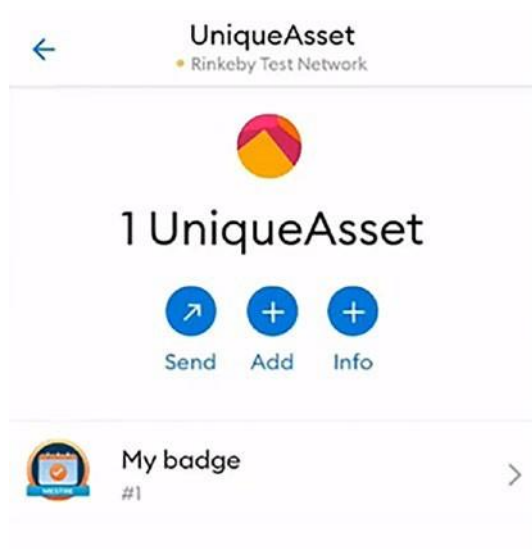 UniqueAsset
Rinkeby Test Network
1 UniqueAsset
Send Add Info
My badge
#1